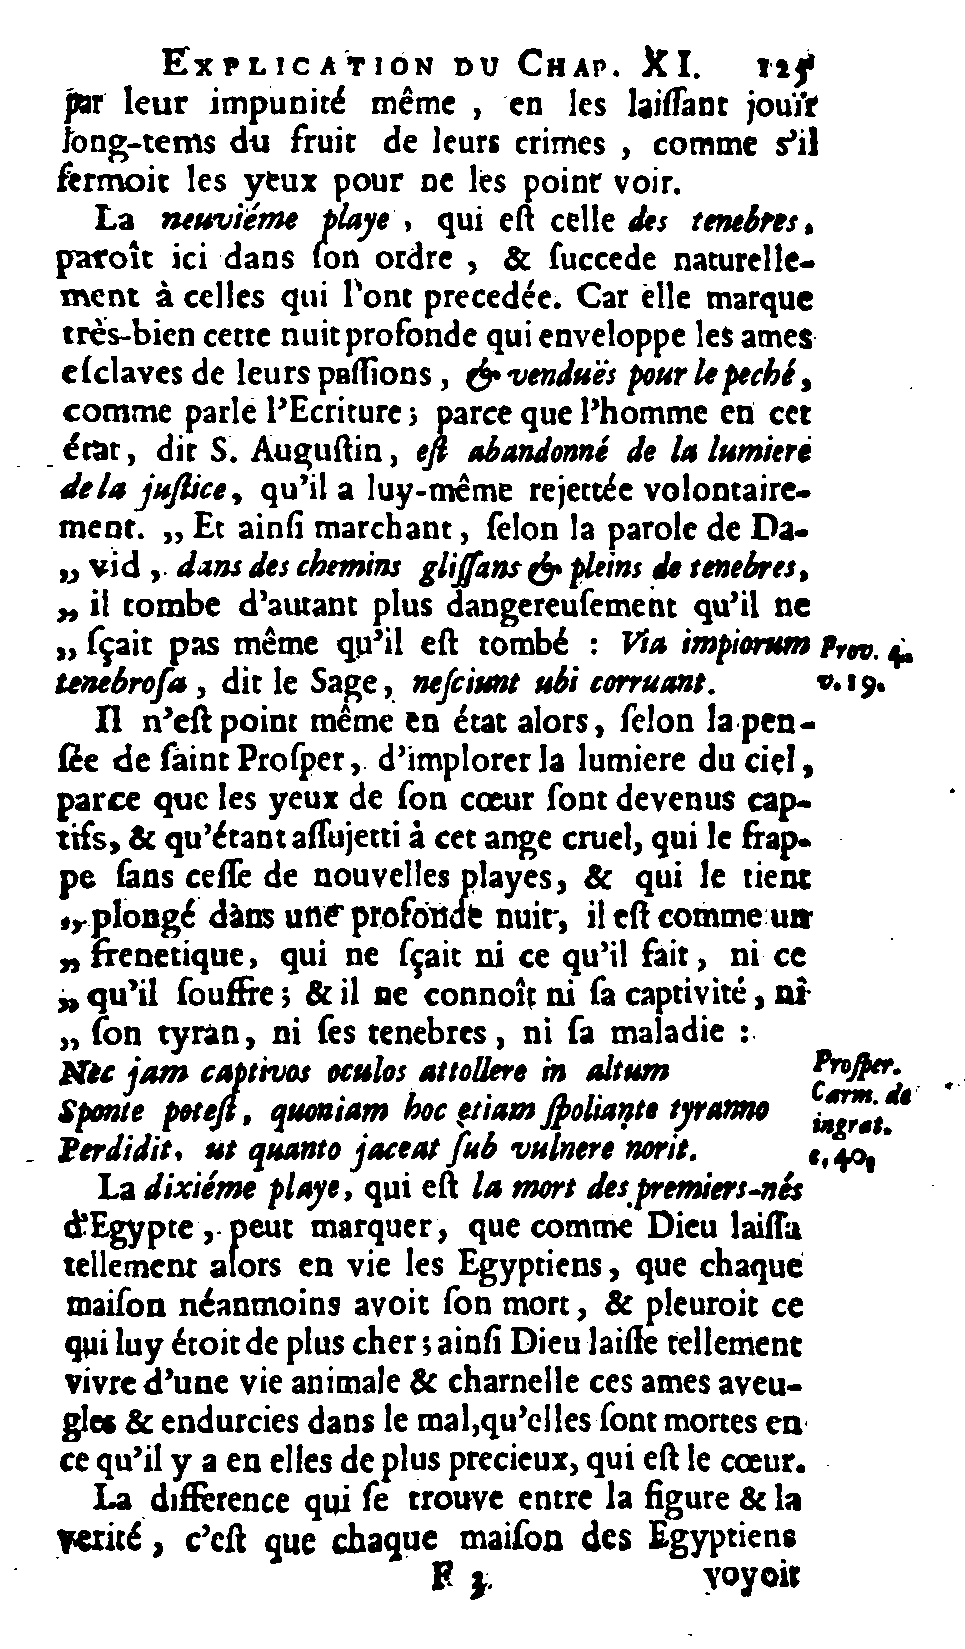 EXPLICATION DU CHAP. XI. 125
par leur impunité même , en les laiſſant jouïr
long-tems du fruit de leurs crimes , comme s'il
fermoit les yeux pour ne les point voir.
La neuviéme playe , qui eſt celle des tenebres,
paroît ici dans ſon ordre , & ſuccede naturelle-
ment à celles qui l'ont precedée. Car elle marque
très-bien cette nuit profonde qui enveloppe les ames
eſclaves de leurs paſſions , & venduës pour le peché,
comme parle l'Ecriture ; parce que l'homme en cet
état , dit S. Auguſtin , eſt abandonné de la lumiere
de la juſtice, qu'il a luy-même rejettée volontaire-
ment. „ Et ainſi marchant , ſelon la parole de Da-
„ vid , dans des chemins gliſſans & pleins de tenebres,
„ il tombe d'autant plus dangereuſement qu'il ne
„ ſçait pas même qu'il eſt tombé : Via impiorum Prov. 4.
tenebroſa , dit le Sage , neſciunt ubi corruant. v. 19.
Il n'eſt point même en état alors , ſelon la pen-
ſée de ſaint Proſper , d'implorer la lumiere du ciel ,
parce que les yeux de ſon cœur ſont devenus cap-
tifs, & qu'étant aſſujetti à cet ange cruel, qui le frap-
pe ſans ceſſe de nouvelles playes, & qui le tient
„ plongé dans une profonde nuit, il eſt comme un
„ frenetique, qui ne ſçait ni ce qu'il fait , ni ce
„ qu'il ſouffre ; & il ne connoît ni ſa captivité , ni
„ ſon tyran, ni ſes tenebres , ni ſa maladie :
Nec jam captivos oculos attollere in altum Proſper.
Sponte poteſt, quoniam hoc etiam ſpoliante tyranno Carm. de ingrat.
Perdidit, ut quanto jaceat ſub vulnere norit. c. 40,
La dixiéme playe, qui eſt la mort des premiers-nés
d'Egypte , peut marquer, que comme Dieu laiſſa
tellement alors en vie les Egyptiens , que chaque
maiſon néanmoins avoit ſon mort , & pleuroit ce
qui luy étoit de plus cher ; ainſi Dieu laiſſe tellement
vivre d'une vie animale & charnelle ces ames aveu-
gles & endurcies dans le mal, qu'elles ſont mortes en
ce qu'il y a en elles de plus precieux, qui eſt le cœur.
La difference qui ſe trouve entre la figure & la
verité , c'eſt que chaque maiſon des Egyptiens
F 3 voyoit